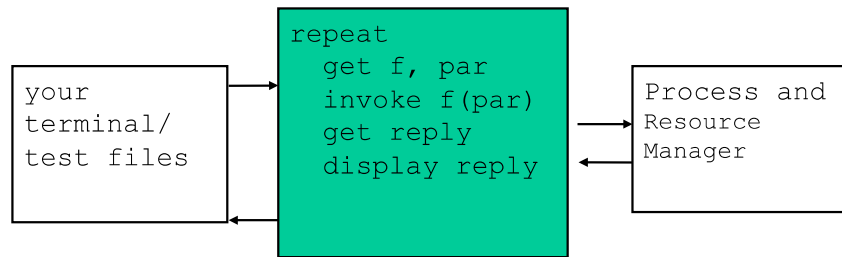 your
terminal/
test files
repeat
get f, par
invoke f(par)
get reply
display reply
Process and
Resource
Manager